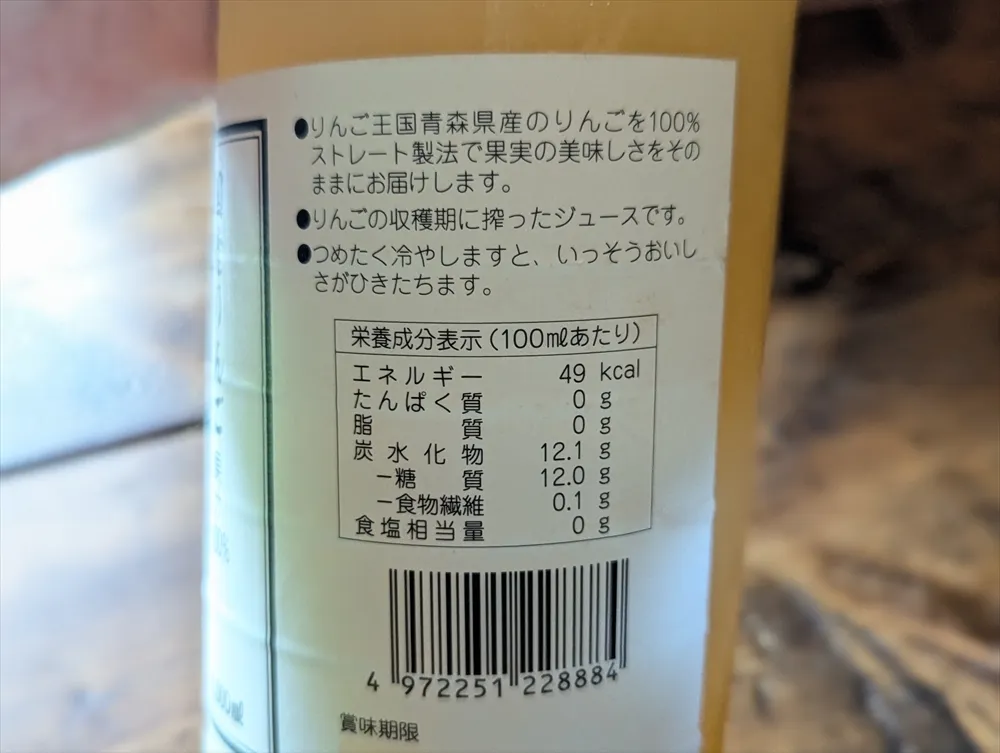 ●りんご王国青森県産のりんごを100%
ストレート製法で果実の美味しさをその
ままにお届けします。
●りんごの収穫期に搾ったジュースです。
●つめたく冷やしますと、いっそうおいし
さがひきたちます。
栄養成分表示(100mlあたり)
エネルギー 49 kcal
たんぱく質 0 g
脂質 0 g
炭水化物 12.1 g
-糖質 12.0 g
-食物繊維 0.1 g
食塩相当量 0 g
4 972251 228884
賞味期限